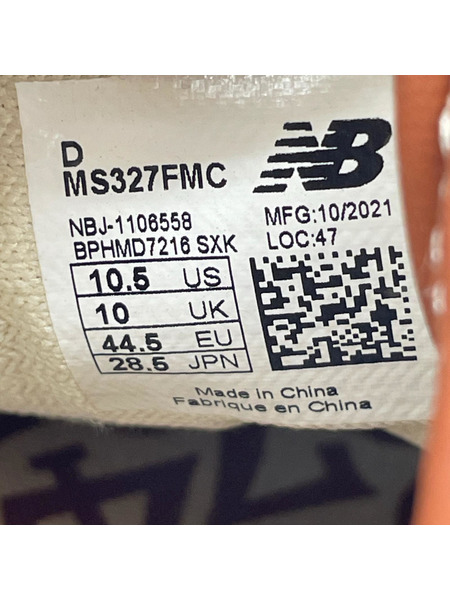 D
MS327FMC
NB
NBJ-1106558
BPHMD7216 SXK
MFG:10/2021
LOC:47
10.5 US
10 UK
44.5 EU
28.5 JPN
Made in China
Fabrique en China